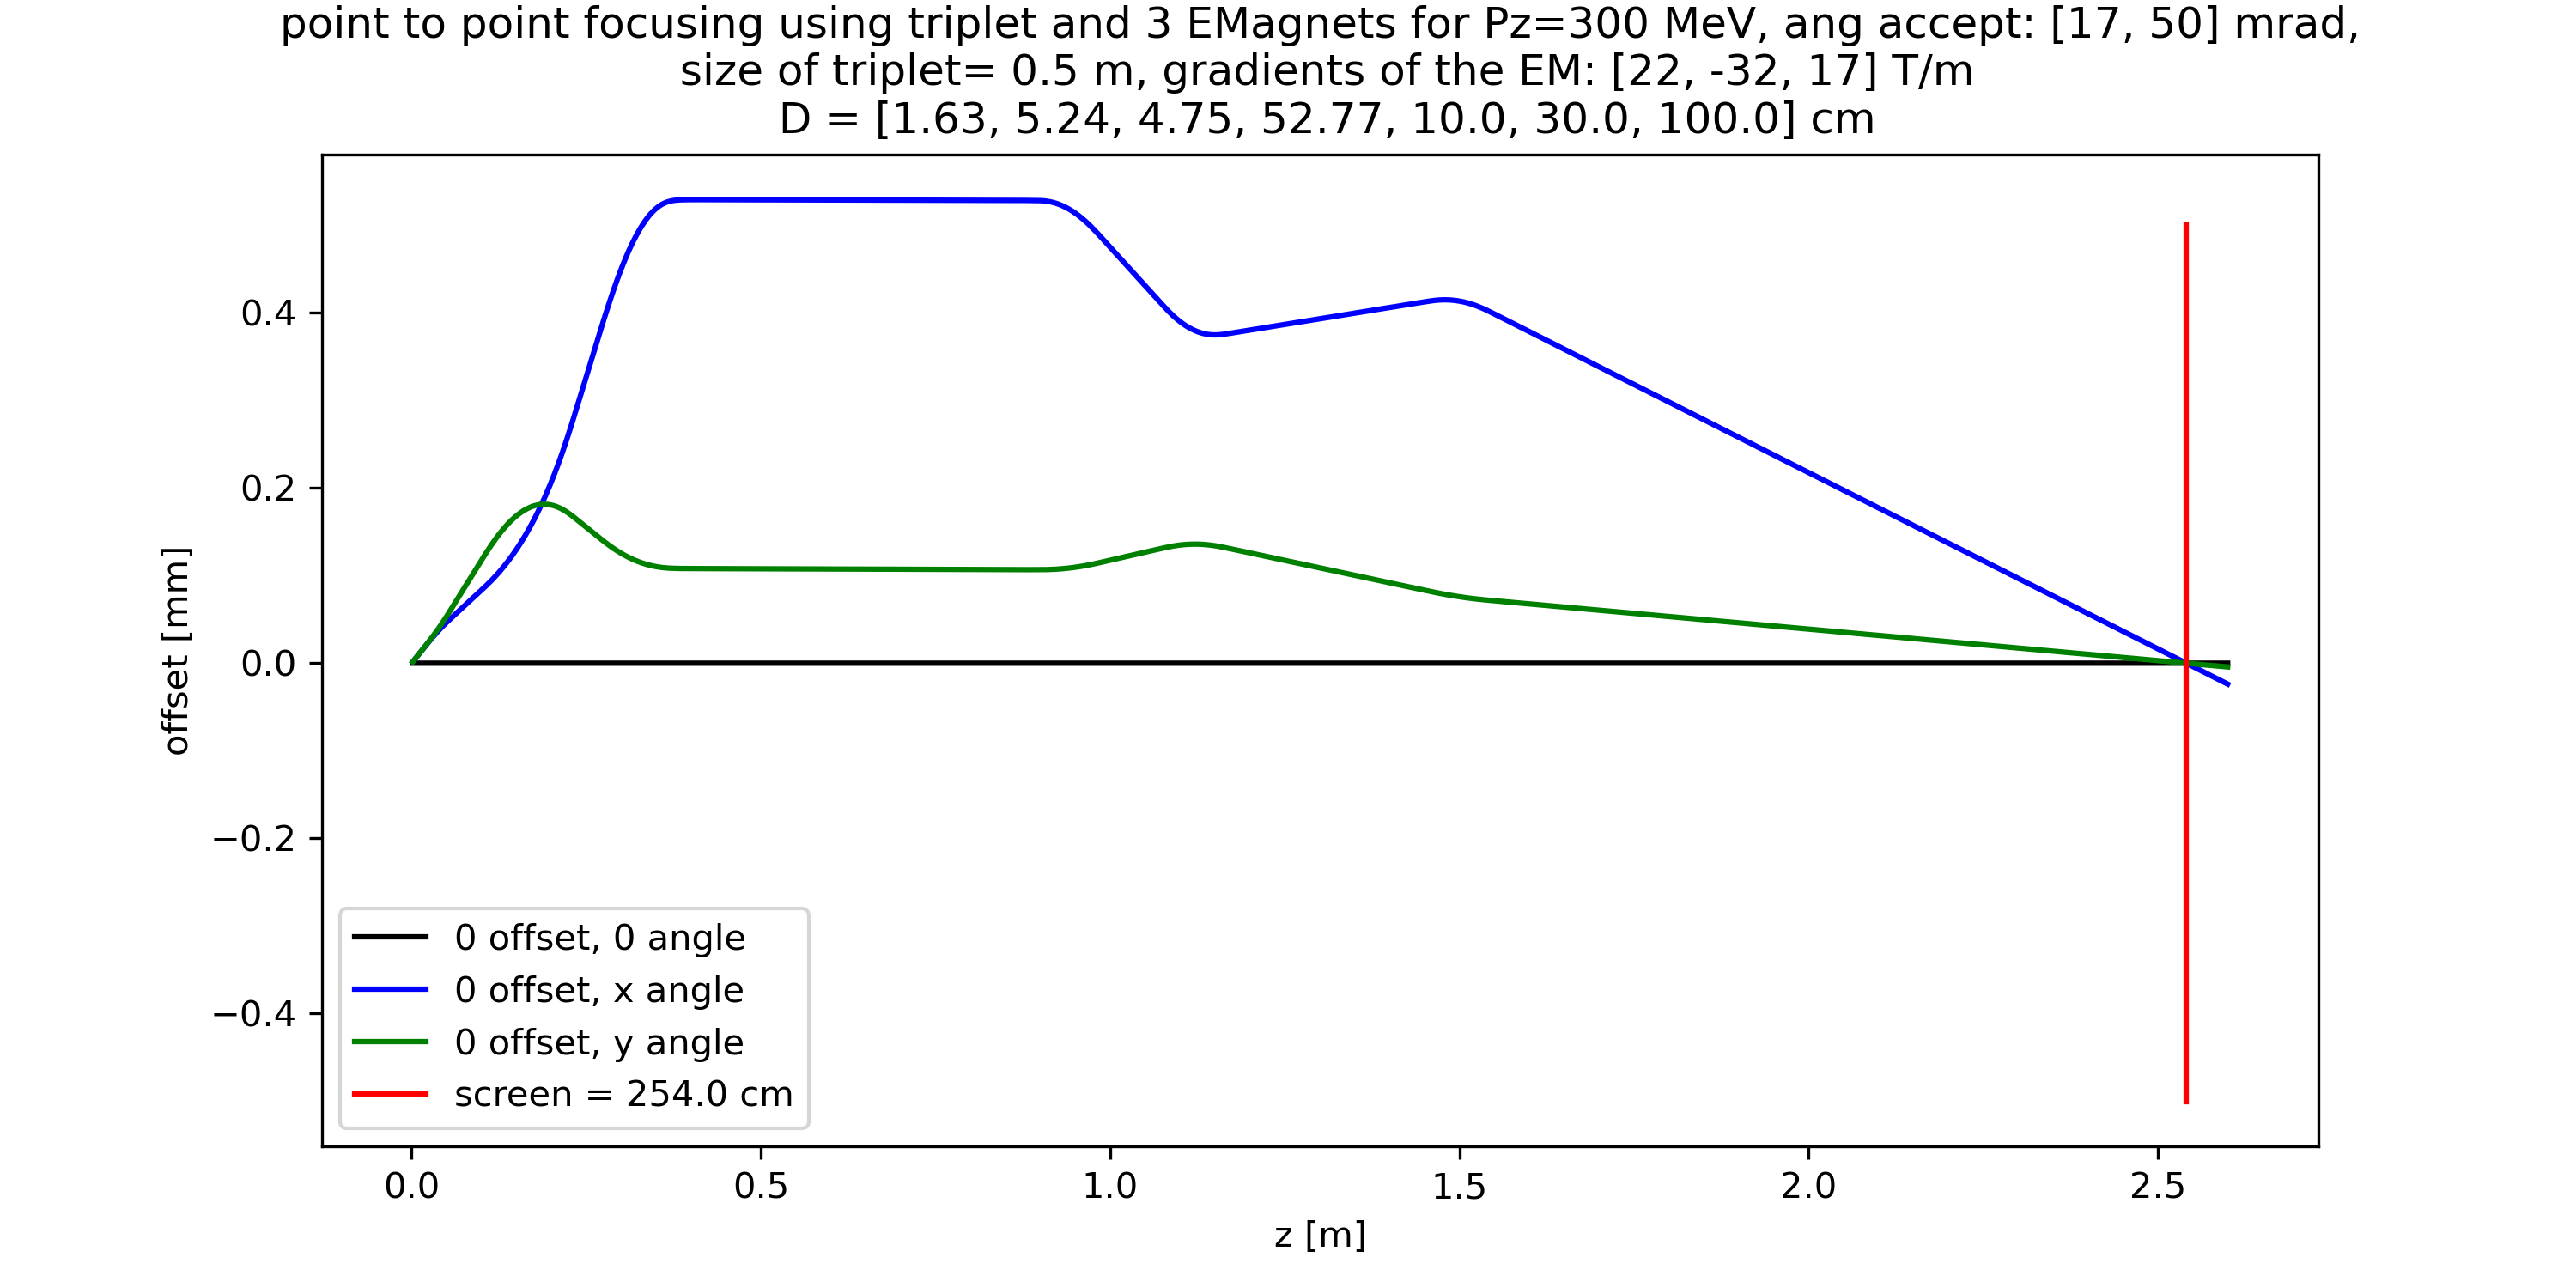 point to point focusing using triplet and 3 EMagnets for Pz=300 MeV, ang accept: [17, 50] mrad,
size of triplet= 0.5 m, gradients of the EM: [22, -32, 17] T/m
D = [1.63, 5.24, 4.75, 52.77, 10.0, 30.0, 100.0] cm
offset [mm]
0.4
0.2
0.0
−0.2
−0.4
0 offset, 0 angle
0 offset, x angle
0 offset, y angle
screen = 254.0 cm
0.0 0.5 1.0 1.5 2.0 2.5
z [m]